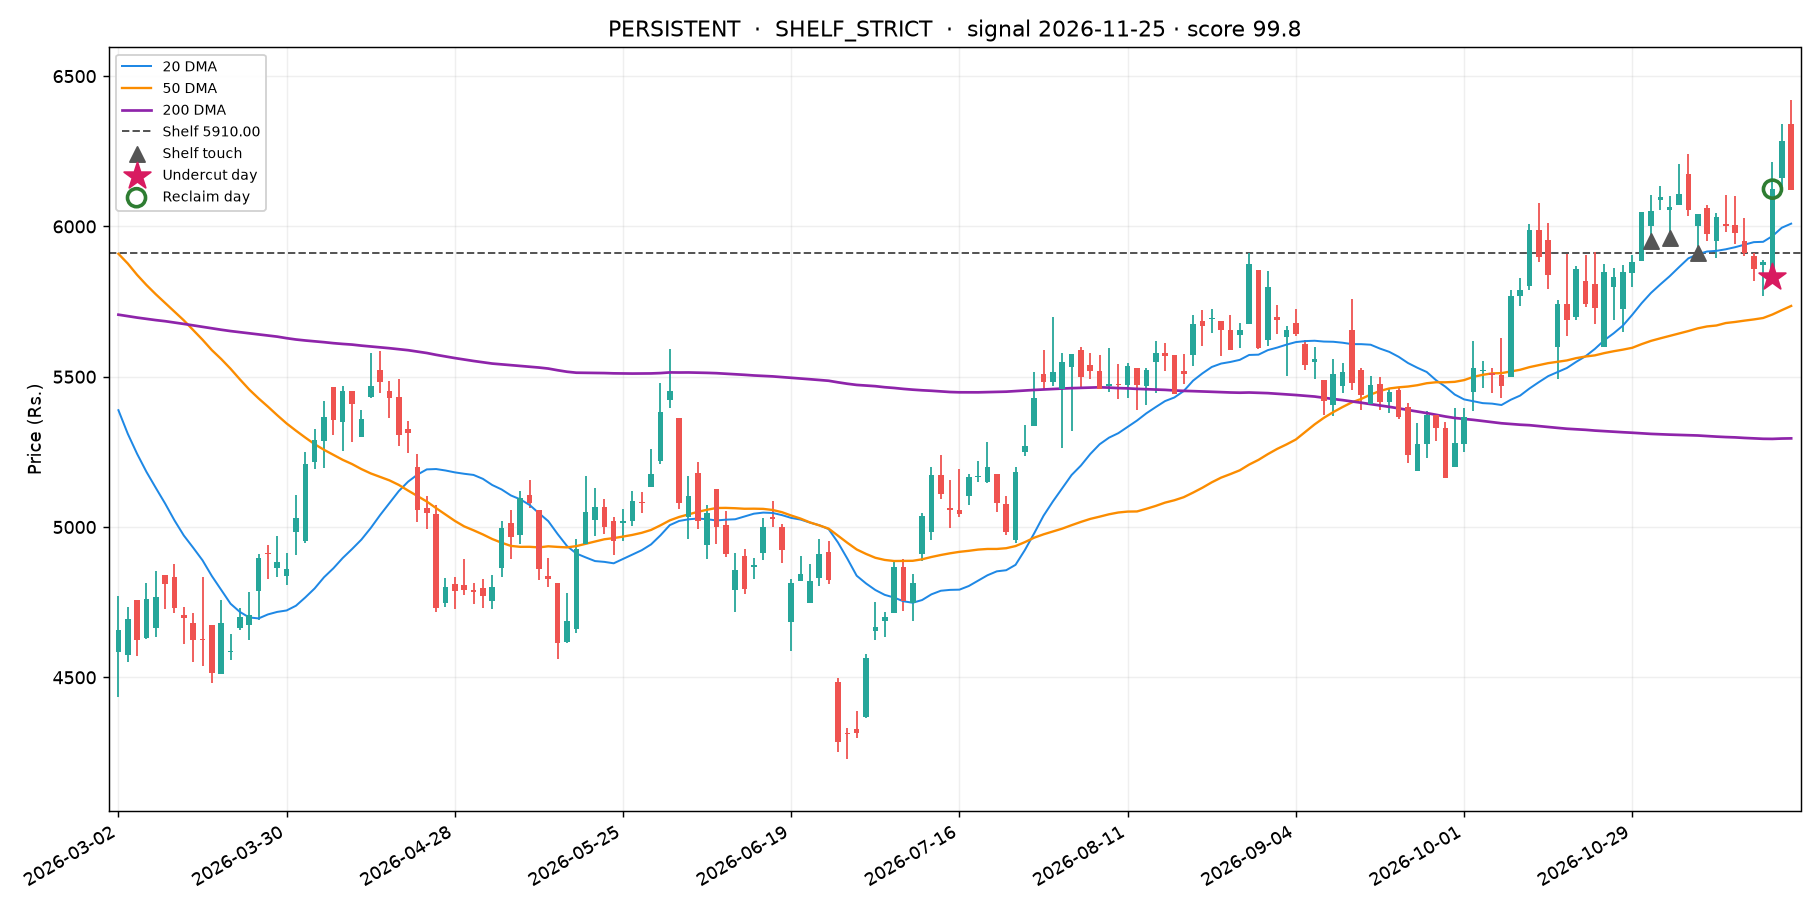 PERSISTENT · SHELF_STRICT · signal 2026-11-25 · score 99.8
20 DMA
50 DMA
200 DMA
Shelf 5910.00
Shelf touch
Undercut day
Reclaim day
Price (Rs.)
6500
6000
5500
5000
4500
2026-03-02
2026-03-30
2026-04-28
2026-05-25
2026-06-19
2026-07-16
2026-08-11
2026-09-04
2026-10-01
2026-10-29